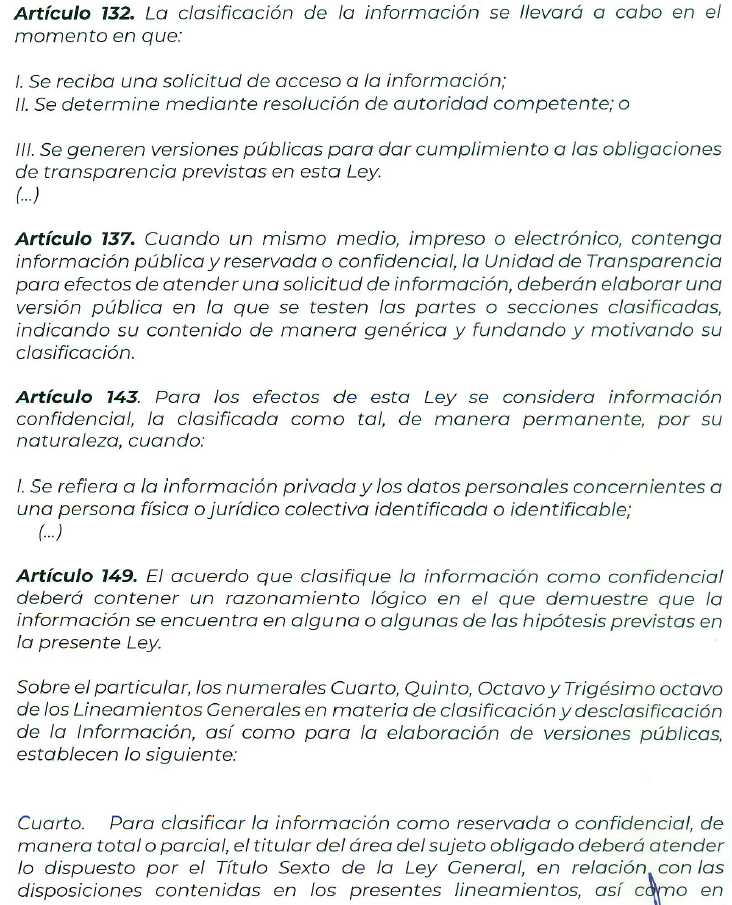 Artículo 132. La clasificación de la información se llevará a cabo en el
momento en que:
I. Se reciba una solicitud de acceso a la información;
II. Se determine mediante resolución de autoridad competente; o
III. Se generen versiones públicas para dar cumplimiento a las obligaciones
de transparencia previstas en esta Ley.
(...)
Artículo 137. Cuando un mismo medio, impreso o electrónico, contenga
información pública y reservada o confidencial, la Unidad de Transparencia
para efectos de atender una solicitud de información, deberán elaborar una
versión pública en la que se testen las partes o secciones clasificadas,
indicando su contenido de manera genérica y fundando y motivando su
clasificación.
Artículo 143. Para los efectos de esta Ley se considera información
confidencial, la clasificada como tal, de manera permanente, por su
naturaleza, cuando:
I. Se refiera a la información privada y los datos personales concernientes a
una persona física o jurídico colectiva identificada o identificable;
(...)
Artículo 149. El acuerdo que clasifique la información como confidencial
deberá contener un razonamiento lógico en el que demuestre que la
información se encuentra en alguna o algunas de las hipótesis previstas en
la presente Ley.
Sobre el particular, los numerales Cuarto, Quinto, Octavo y Trigésimo octavo
de los Lineamientos Generales en materia de clasificación y desclasificación
de la Información, así como para la elaboración de versiones públicas,
establecen lo siguiente:
Cuarto. Para clasificar la información como reservada o confidencial, de
manera total o parcial, el titular del área del sujeto obligado deberá atender
lo dispuesto por el Título Sexto de la Ley General, en relación con las
disposiciones contenidas en los presentes lineamientos, así como en